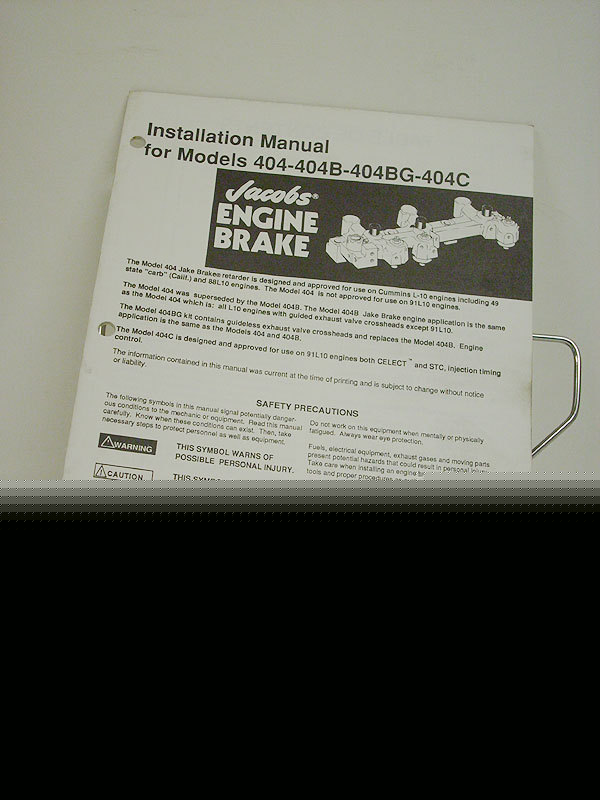 Installation Manual
for Models 404-404B-404BG-404C
Jacobs®
ENGINE
BRAKE
The Model 404 Jake Brake® retarder is designed and approved for use on Cummins L-10 engines including 49
state "carb" (Calif.) and 88L10 engines. The Model 404 is not approved for use on 91L10 engines.
The Model 404 was superseded by the Model 404B. The Model 404B Jake Brake engine application is the same
as the Model 404 which is: all L10 engines with guided exhaust valve crossheads except 91L10.
The Model 404BG kit contains guideless exhaust valve crossheads and replaces the Model 404B. Engine
application is the same as the Models 404 and 404B.
The Model 404C is designed and approved for use on 91L10 engines both CELECT™ and STC, injection timing
control.
The information contained in this manual was current at the time of printing and is subject to change without notice
or liability.
SAFETY PRECAUTIONS
The following symbols in this manual signal potentially danger-
ous conditions to the mechanic or equipment. Read this manual
carefully. Know when these conditions can exist. Then, take
necessary steps to protect personnel as well as equipment.
WARNING
THIS SYMBOL WARNS OF
POSSIBLE PERSONAL INJURY.
CAUTION
THIS
Do not work on this equipment when mentally or physically
fatigued. Always wear eye protection.
Fuels, electrical equipment, exhaust gases and moving parts
present potential hazards that could result in personal injury.
Take care when installing an engine
tools and proper procedures